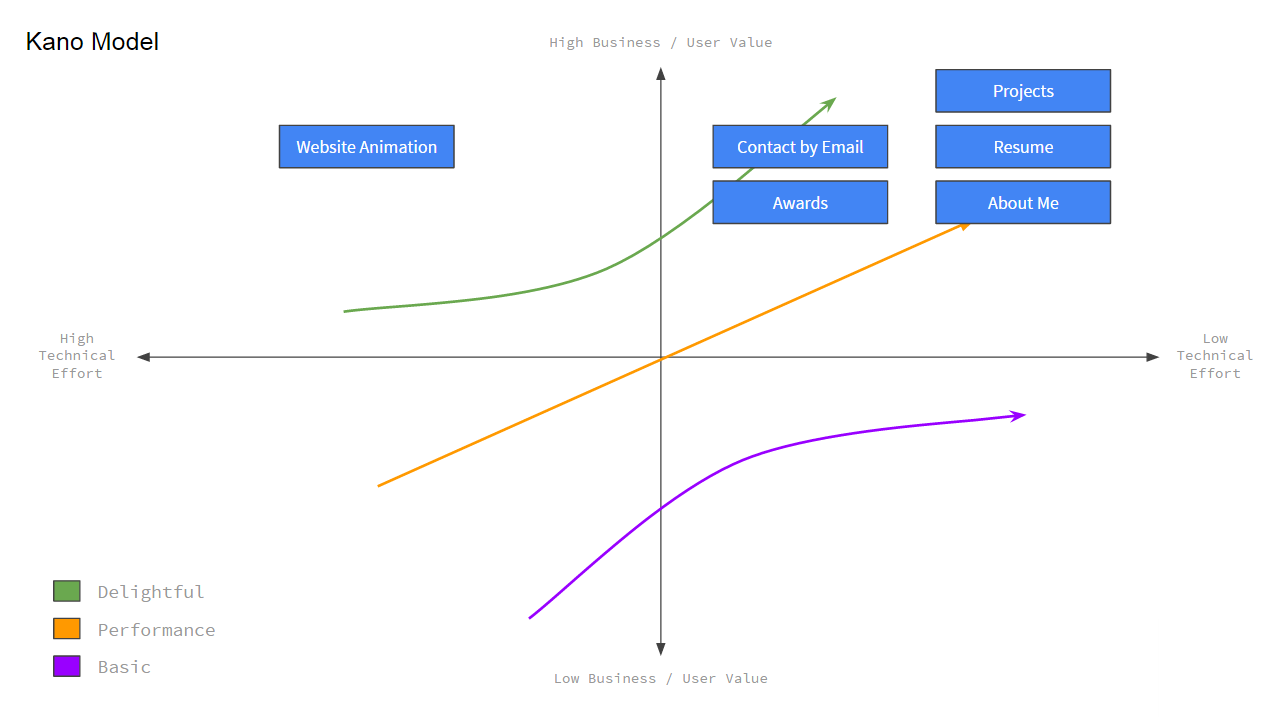 Kano Model
High Business / User Value
Projects
Website Animation
Contact by Email
Resume
Awards
About Me
High
Technical
Effort
Low
Technical
Effort
Delightful
Performance
Basic
Low Business / User Value